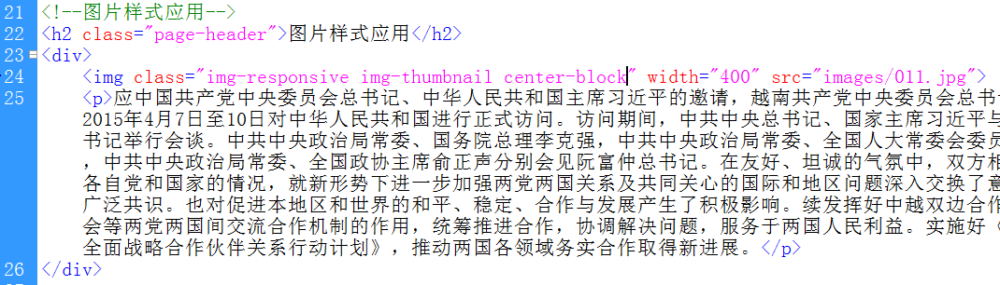 21 <!--图片样式应用-->
22 <h2 class="page-header">图片样式应用</h2>
23 <div>
24 <img class="img-responsive img-thumbnail center-block" width="400" src="images/011.jpg">
25 <p>应中国共产党中央委员会总书记、中华人民共和国主席习近平的邀请，越南共产党中央委员会总书
2015年4月7日至10日对中华人民共和国进行正式访问。访问期间，中共中央总书记、国家主席习近平与
书记举行会谈。中共中央政治局常委、国务院总理李克强，中共中央政治局常委、全国人大常委会委员
，中共中央政治局常委、全国政协主席俞正声分别会见阮富仲总书记。在友好、坦诚的气氛中，双方相
各自党和国家的情况，就新形势下进一步加强两党两国关系及共同关心的国际和地区问题深入交换了意
广泛共识。也对促进本地区和世界的和平、稳定、合作与发展产生了积极影响。续发挥好中越双边合作
会等两党两国间交流合作机制的作用，统筹推进合作，协调解决问题，服务于两国人民利益。实施好《
全面战略合作伙伴关系行动计划》，推动两国各领域务实合作取得新进展。</p>
26 </div>